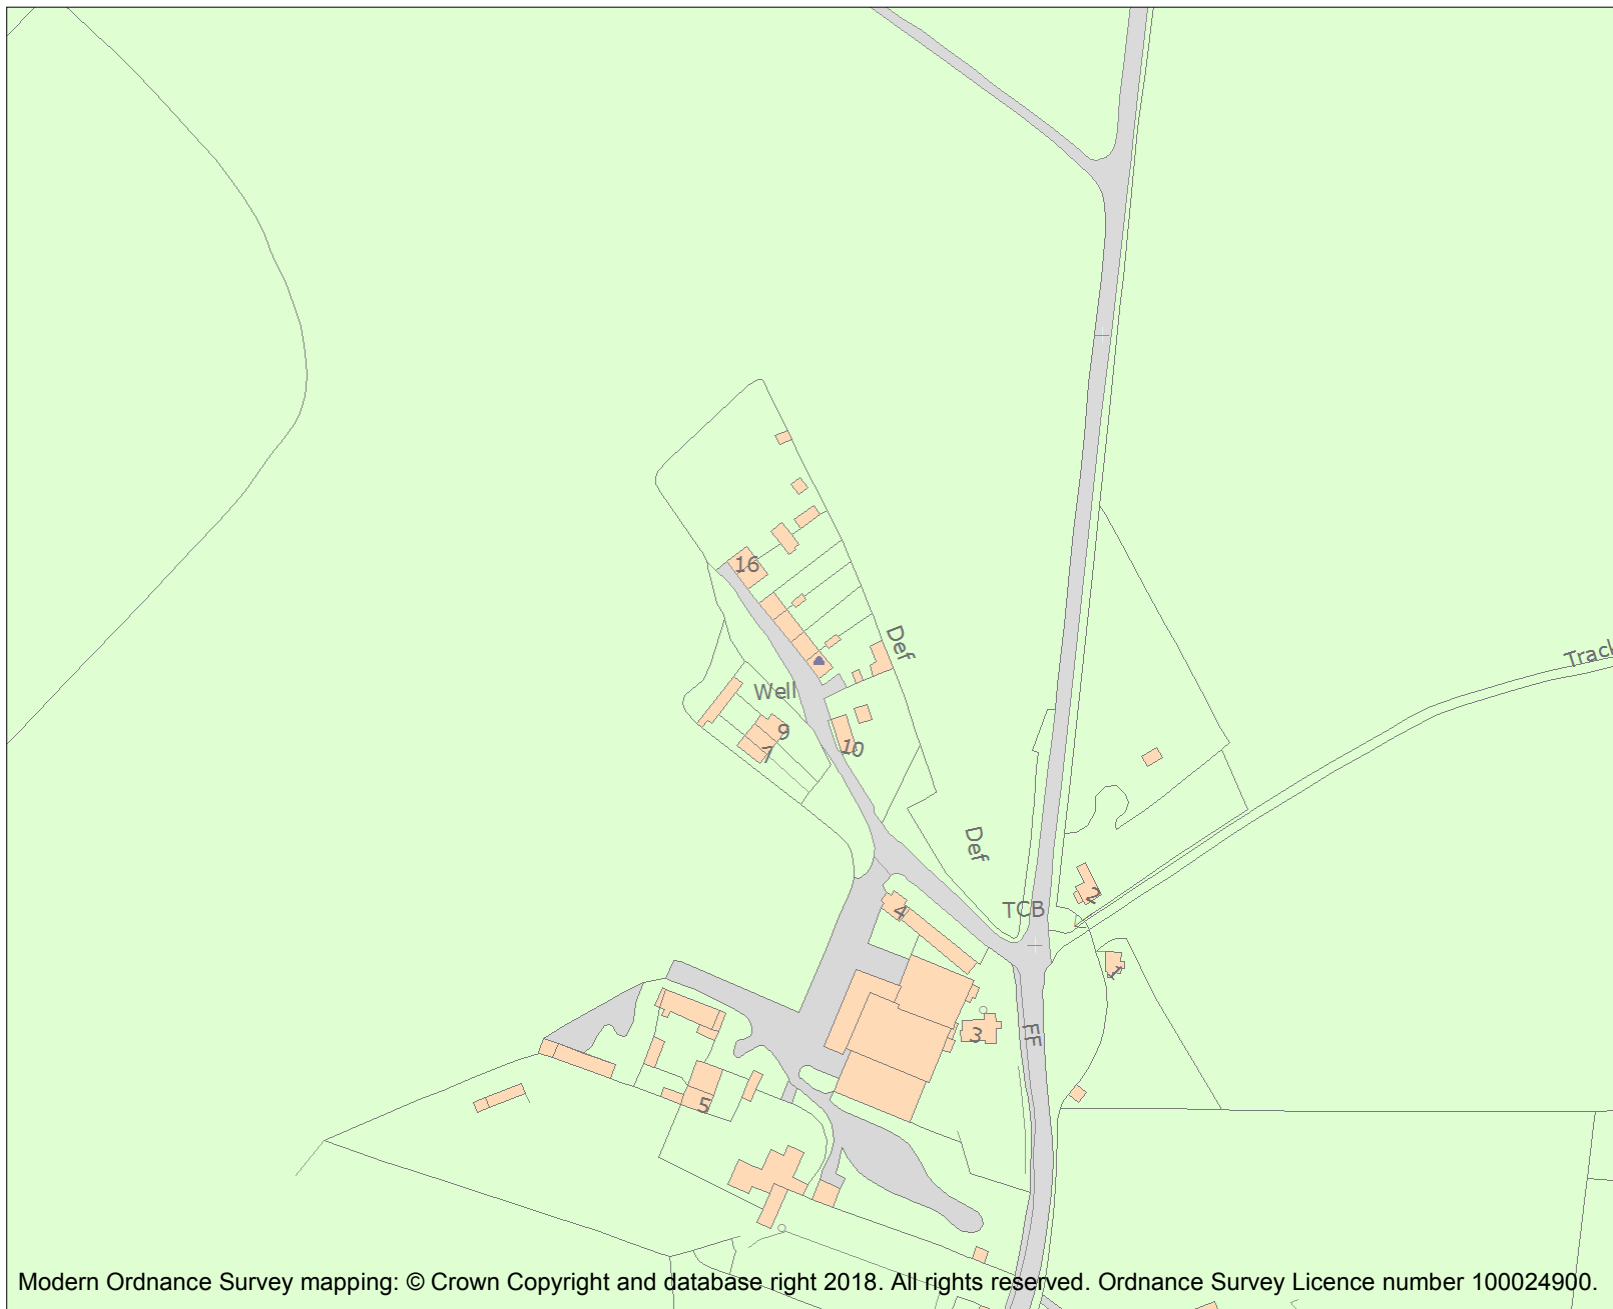 16
Def
Track
Well
9
7
10
Def
2
4
TCB
1
3
FF
5
Modern Ordnance Survey mapping: © Crown Copyright and database right 2018. All rights reserved. Ordnance Survey Licence number 100024900.